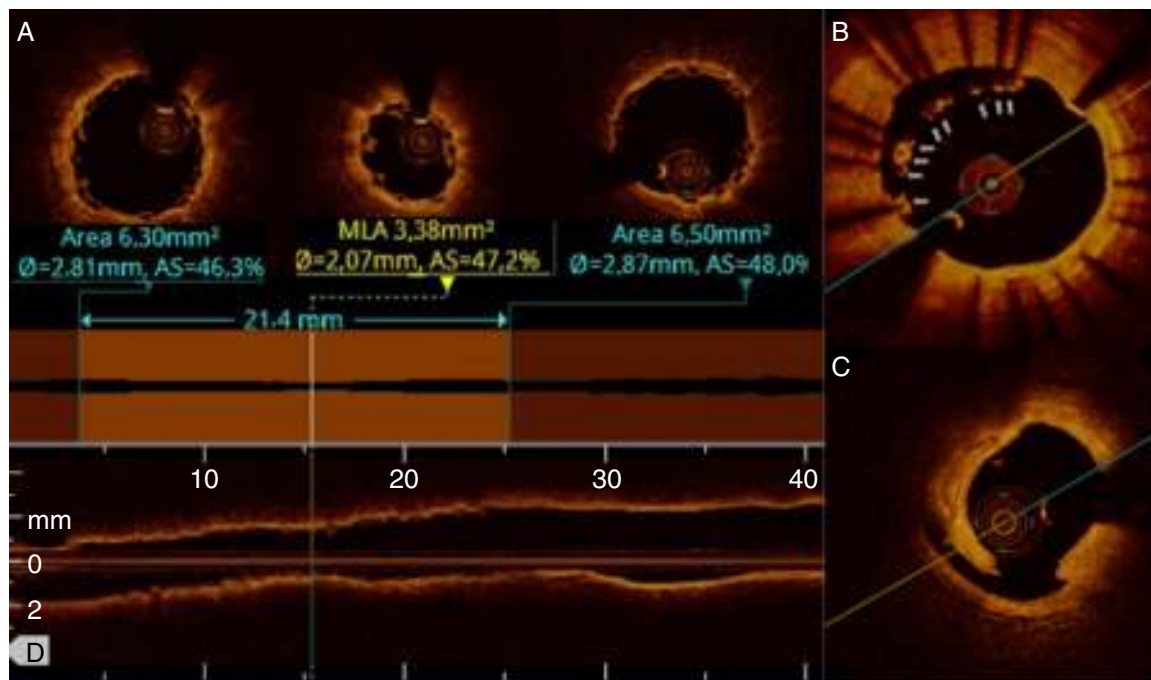 A
B
Area 6.30mm²
Ø=2.81mm, AS=46,3%
MLA 3,38mm²
Ø=2,07mm, AS=47,2%
Area 6,50mm²
Ø=2.87mm, AS=48,0%
21.4 mm
C
10
20
30
40
mm
0
2
D